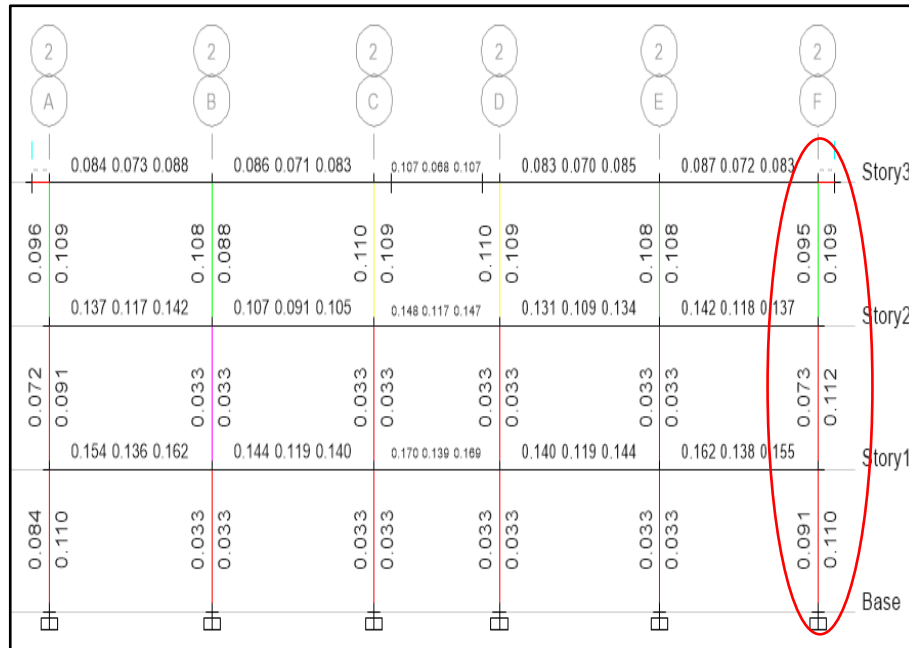 2 2 2 2 2 2
A B C D E F
0.084 0.073 0.088 0.086 0.071 0.083 0.107 0.068 0.107 0.083 0.070 0.085 0.087 0.072 0.083 Story3
0.096 0.109 0.108 0.088 0.110 0.109 0.110 0.109 0.108 0.108 0.095 0.109
0.137 0.117 0.142 0.107 0.091 0.105 0.148 0.117 0.147 0.131 0.109 0.134 0.142 0.118 0.137 Story2
0.072 0.091 0.033 0.033 0.033 0.033 0.033 0.033 0.033 0.033 0.073 0.112
0.154 0.136 0.162 0.144 0.119 0.140 0.170 0.139 0.169 0.140 0.119 0.144 0.162 0.138 0.155 Story1
0.084 0.110 0.033 0.033 0.033 0.033 0.033 0.033 0.033 0.033 0.091 0.110
Base